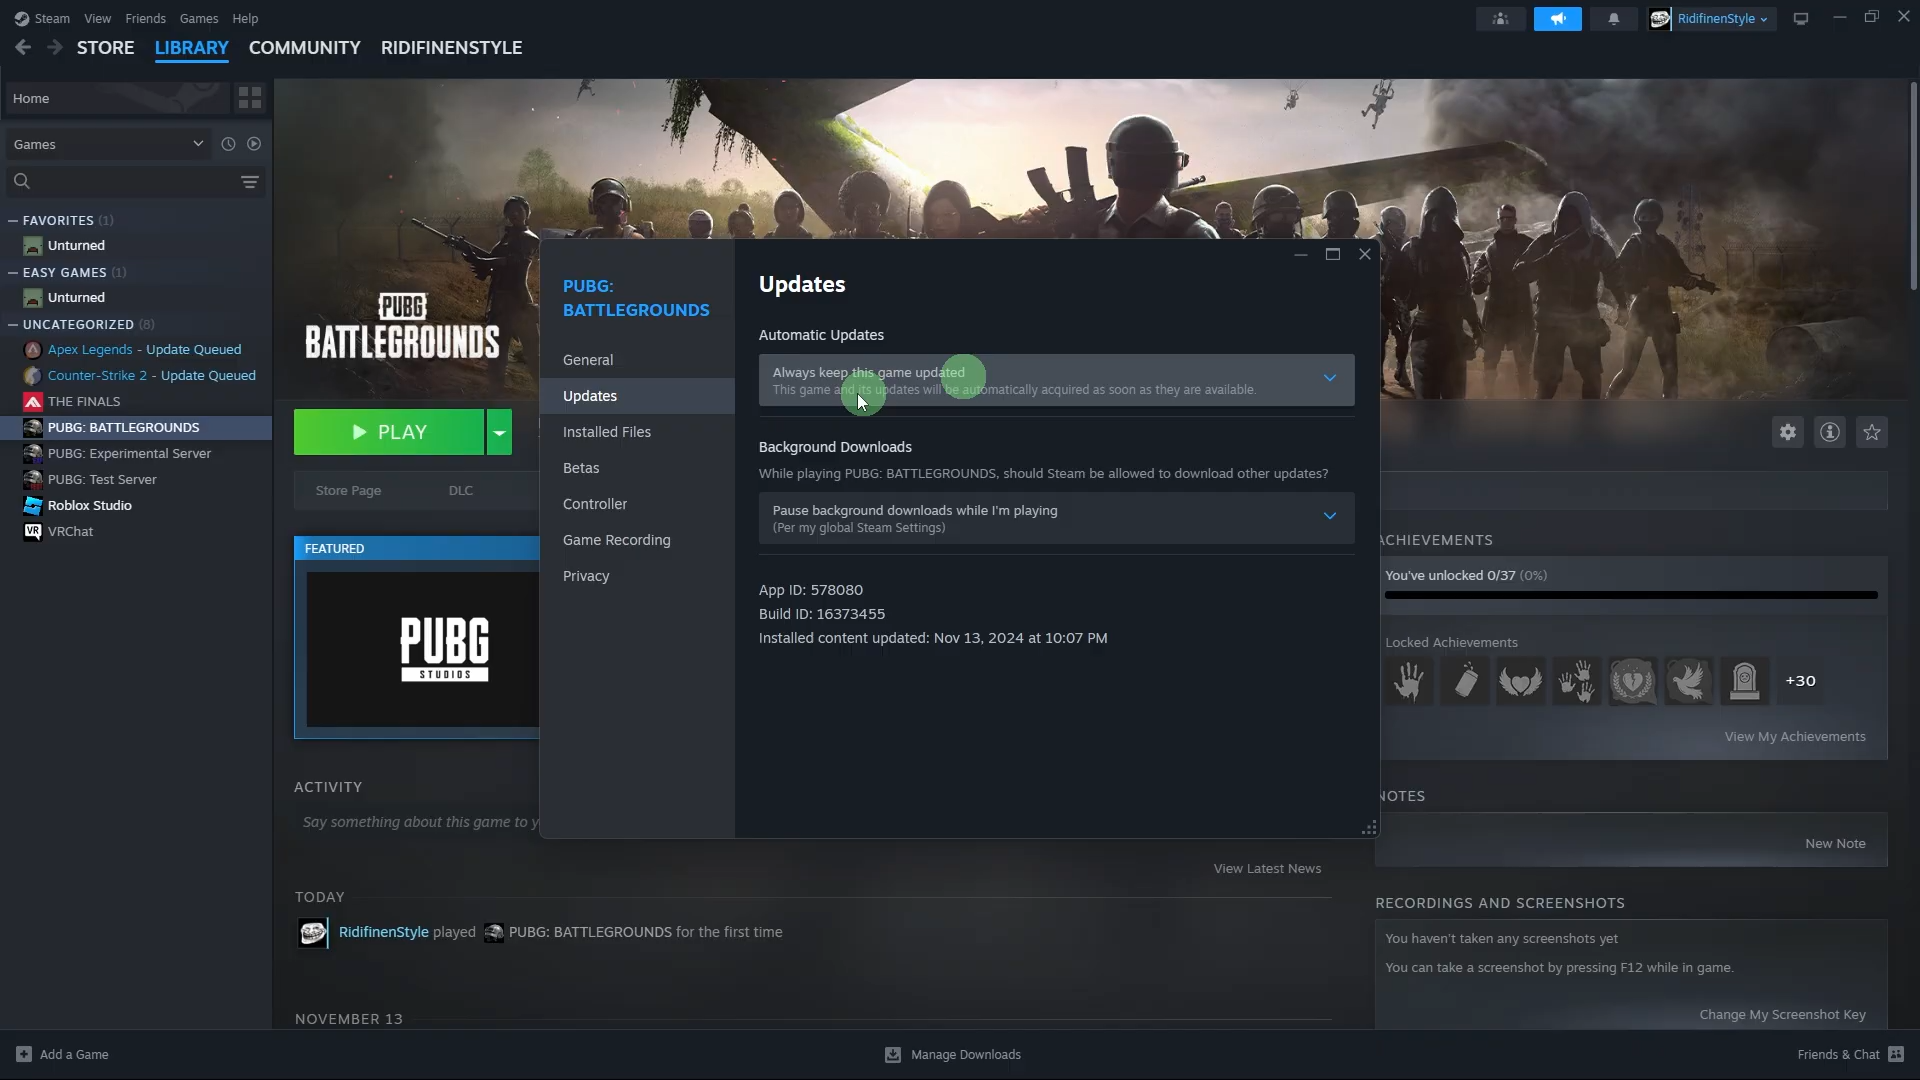 Steam View Friends Games Help
RidifinenStyle
STORE LIBRARY COMMUNITY RIDIFINENSTYLE
Home
Games
— FAVORITES (1)
Unturned
— EASY GAMES (1)
Unturned
— UNCATEGORIZED (8)
Apex Legends - Update Queued
Counter-Strike 2 - Update Queued
THE FINALS
PUBG: BATTLEGROUNDS
PUBG: Experimental Server
PUBG: Test Server
Roblox Studio
VR VRChat
PUBG
BATTLEGROUNDS
PLAY
Store Page DLC
FEATURED
PUBG
STUDIOS
ACTIVITY
Say something about this game to y
View Latest News
TODAY
RidifinenStyle played PUBG: BATTLEGROUNDS for the first time
NOVEMBER 13
PUBG:
BATTLEGROUNDS
General
Updates
Installed Files
Betas
Controller
Game Recording
Privacy
Updates
Automatic Updates
Always keep this game updated
This game and its updates will be automatically acquired as soon as they are available.
Background Downloads
While playing PUBG: BATTLEGROUNDS, should Steam be allowed to download other updates?
Pause background downloads while I'm playing
(Per my global Steam Settings)
App ID: 578080
Build ID: 16373455
Installed content updated: Nov 13, 2024 at 10:07 PM
ACHIEVEMENTS
You've unlocked 0/37 (0%)
Locked Achievements
+30
View My Achievements
NOTES
New Note
RECORDINGS AND SCREENSHOTS
You haven't taken any screenshots yet
You can take a screenshot by pressing F12 while in game.
Change My Screenshot Key
Add a Game
Manage Downloads
Friends & Chat